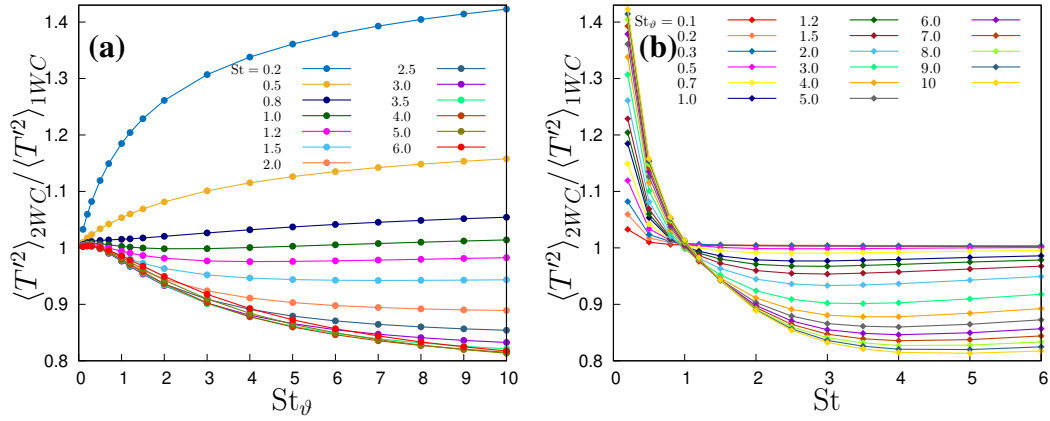 (a)
⟨T′²⟩2WC/⟨T′²⟩1WC
1.4
1.3
1.2
1.1
1
0.9
0.8
St = 0.2 2.5
0.5 3.0
0.8 3.5
1.0 4.0
1.2 5.0
1.5 6.0
2.0
0 1 2 3 4 5 6 7 8 9 10
Stϑ
(b)
⟨T′²⟩2WC/⟨T′²⟩1WC
1.4
1.3
1.2
1.1
1
0.9
0.8
Stϑ = 0.1 1.2 6.0
0.2 1.5 7.0
0.3 2.0 8.0
0.5 3.0 9.0
0.7 4.0 10
1.0 5.0
0 1 2 3 4 5 6
St